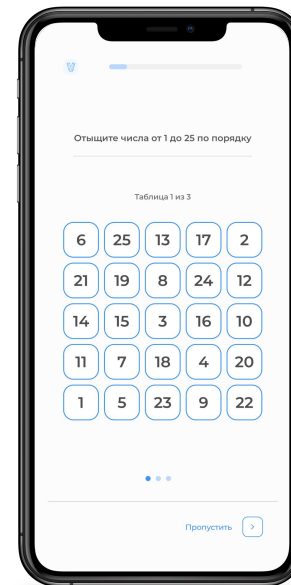 Отыщите числа от 1 до 25 по порядку
Таблица 1 из 3
6 25 13 17 2
21 19 8 24 12
14 15 3 16 10
11 7 18 4 20
1 5 23 9 22
Пропустить